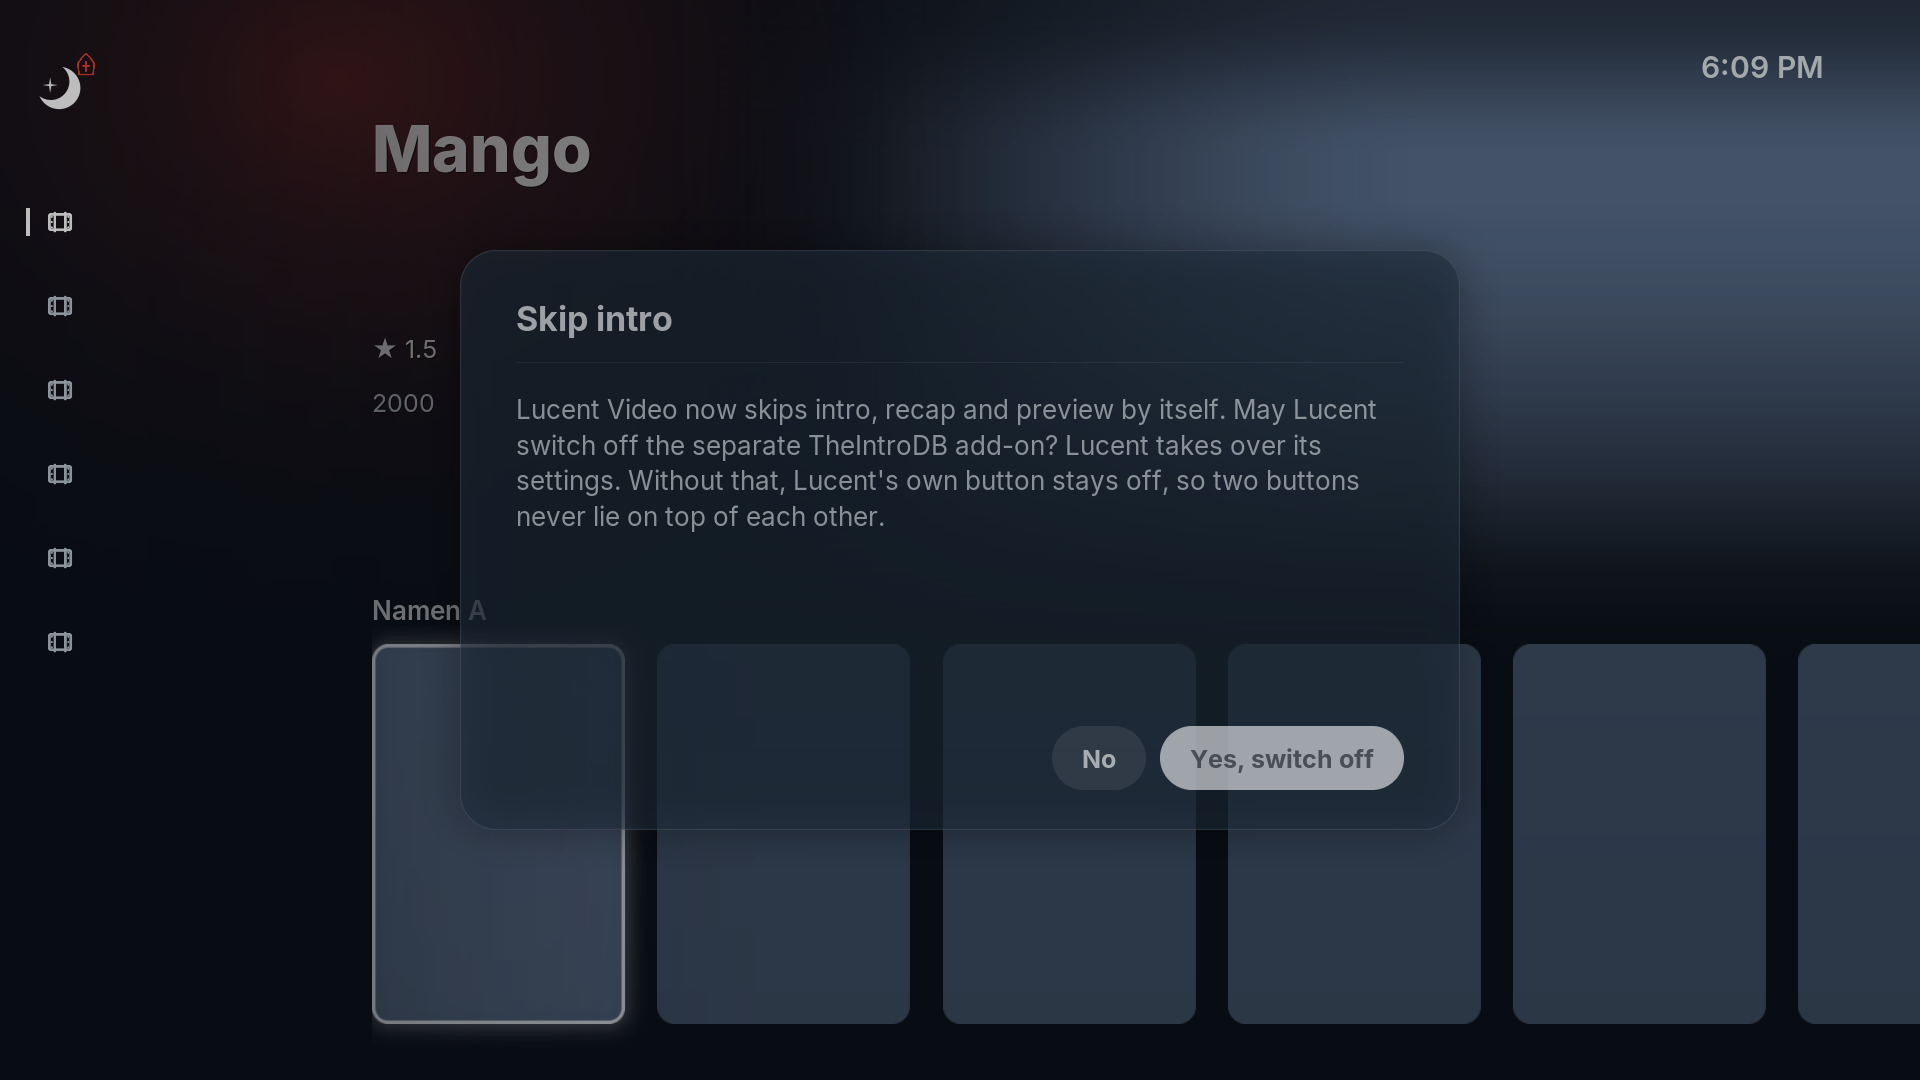 6:09 PM
Mango
Skip intro
★ 1.5
2000
Lucent Video now skips intro, recap and preview by itself. May Lucent
switch off the separate TheIntroDB add-on? Lucent takes over its
settings. Without that, Lucent's own button stays off, so two buttons
never lie on top of each other.
Namen A
No
Yes, switch off